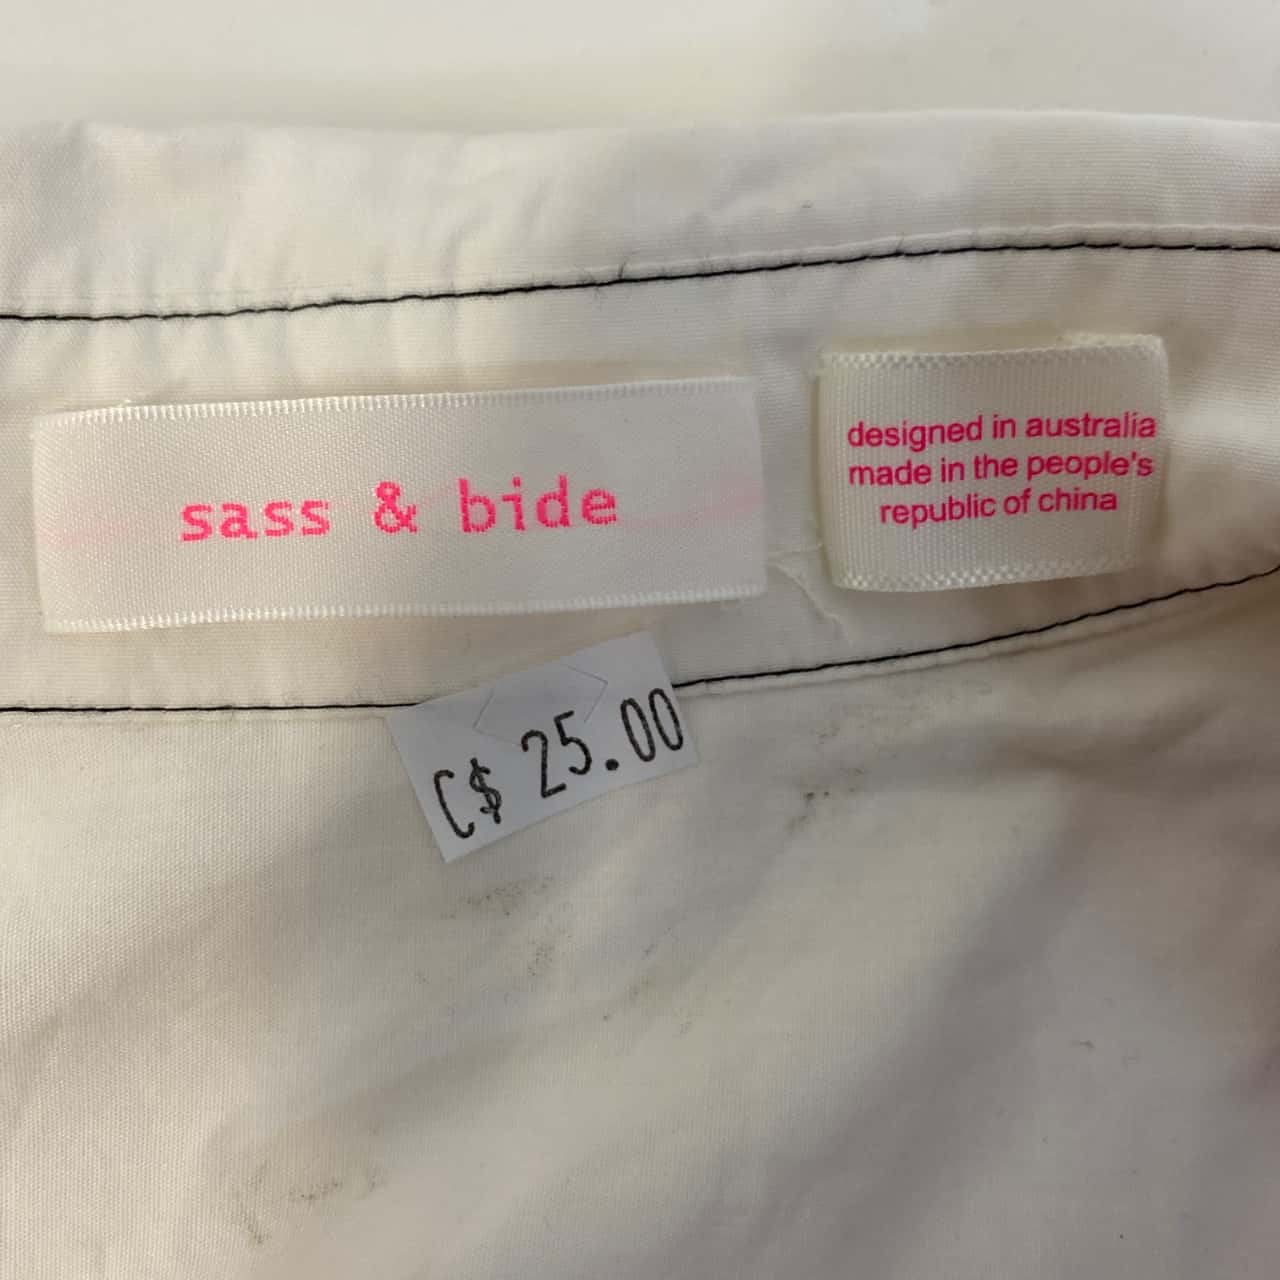 sass & bide
designed in australia
made in the people's
republic of china
C$ 25.00